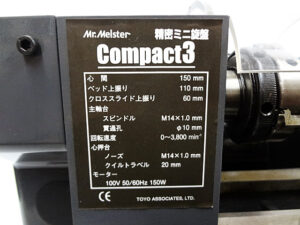 Mr.Meister 精密ミニ旋盤
Compact3
心間 150 mm
ベッド上振り 110 mm
クロススライド上振り 60 mm
主軸台
スピンドル M14×1.0 mm
貫通孔 φ10 mm
回転速度 0~3,800 min⁻¹
心押台
ノーズ M14×1.0 mm
クイルトラベル 20 mm
モーター
100V 50/60Hz 150W
CE TOYO ASSOCIATES, LTD.